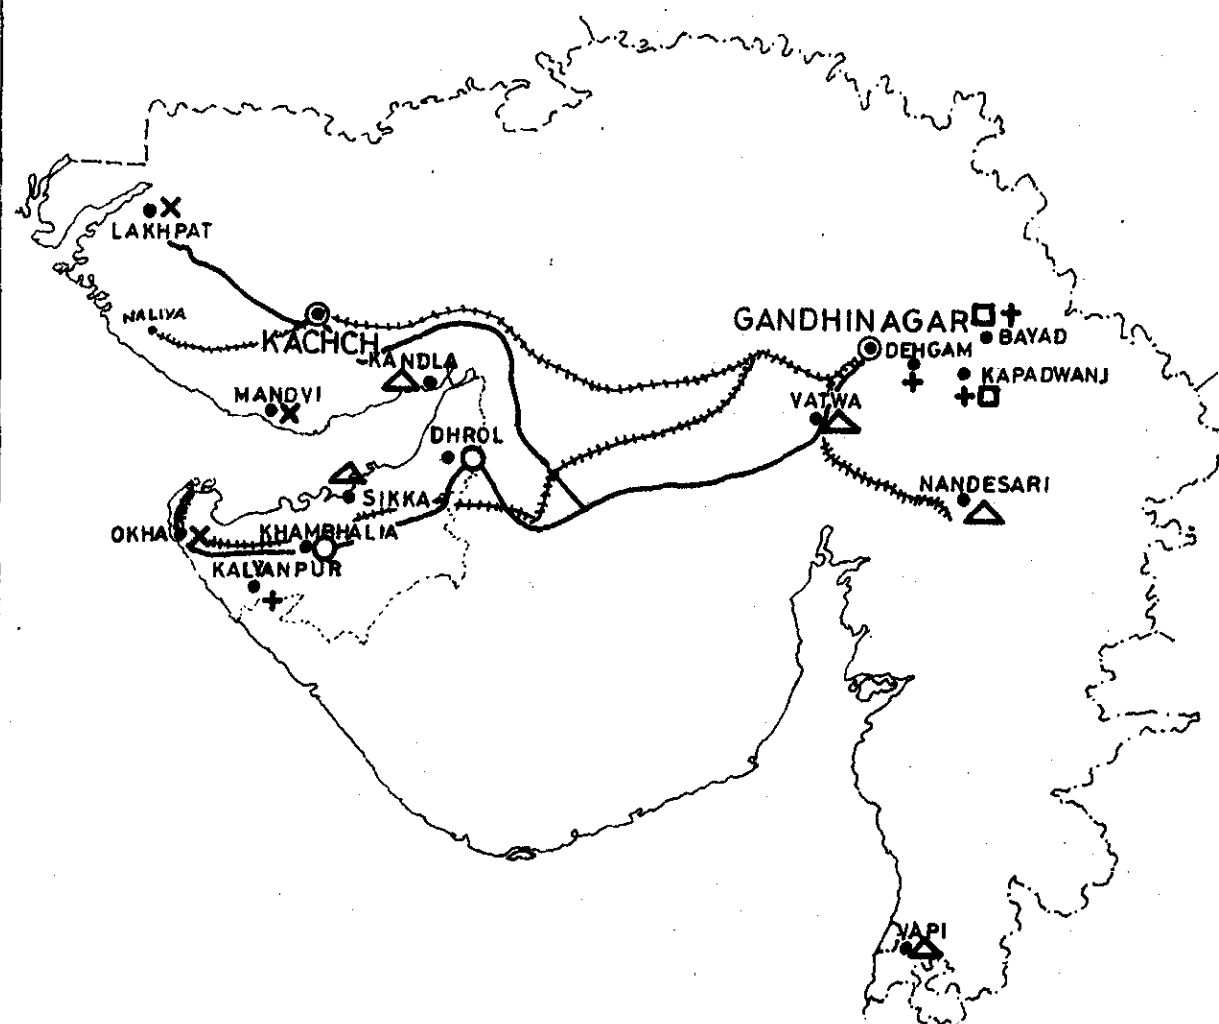 LAKHPAT
NALIYA
KACHCH
GANDHINAGAR
BAYAD
DEHGAM
KANDLA
KAPADWANJ
MANDVI
VATWA
DHROL
NANDESARI
SIKKA
OKHA
KHAMBHALIA
KALYANPUR
VAPI